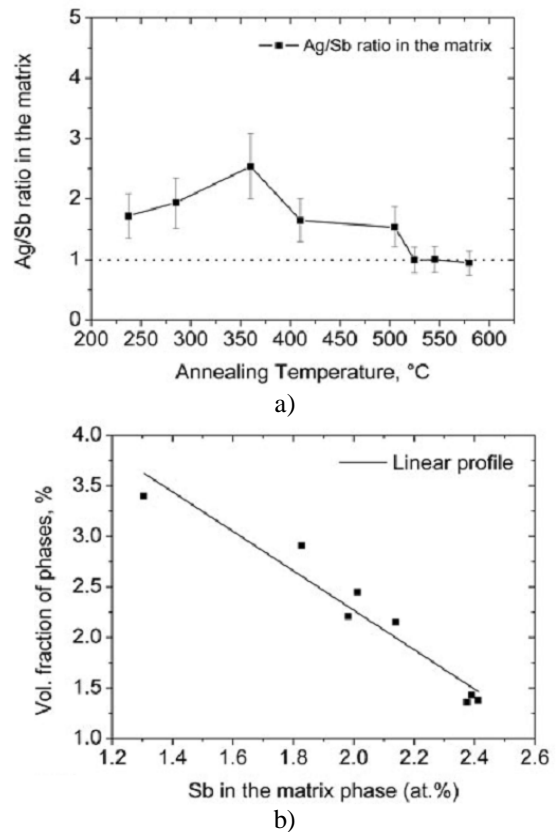 Ag/Sb ratio in the matrix
5
4
3
2
1
0
Ag/Sb ratio in the matrix
200 250 300 350 400 450 500 550 600
Annealing Temperature, °C
a)
Vol. fraction of phases, %
4.0
3.5
3.0
2.5
2.0
1.5
1.0
Linear profile
1.2 1.4 1.6 1.8 2.0 2.2 2.4 2.6
Sb in the matrix phase (at.%)
b)